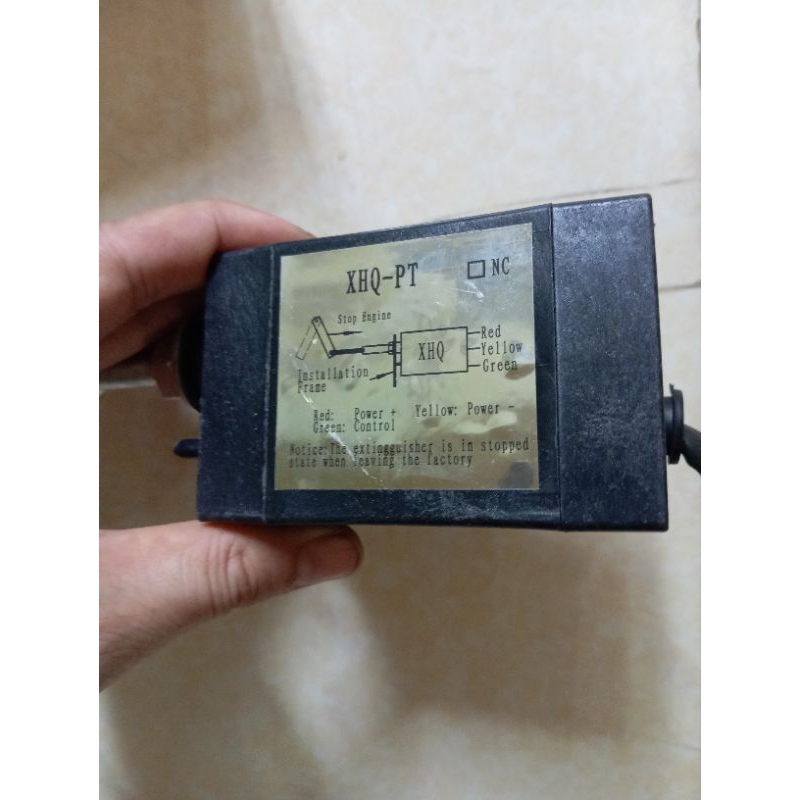 XHQ-PT
NC
Stop Engine
XHQ
Red
Yellow
Green
Installation
Frame
Red: Power + Yellow: Power -
Green: Control
Notice:The extinguisher is in stopped
state when leaving the factory